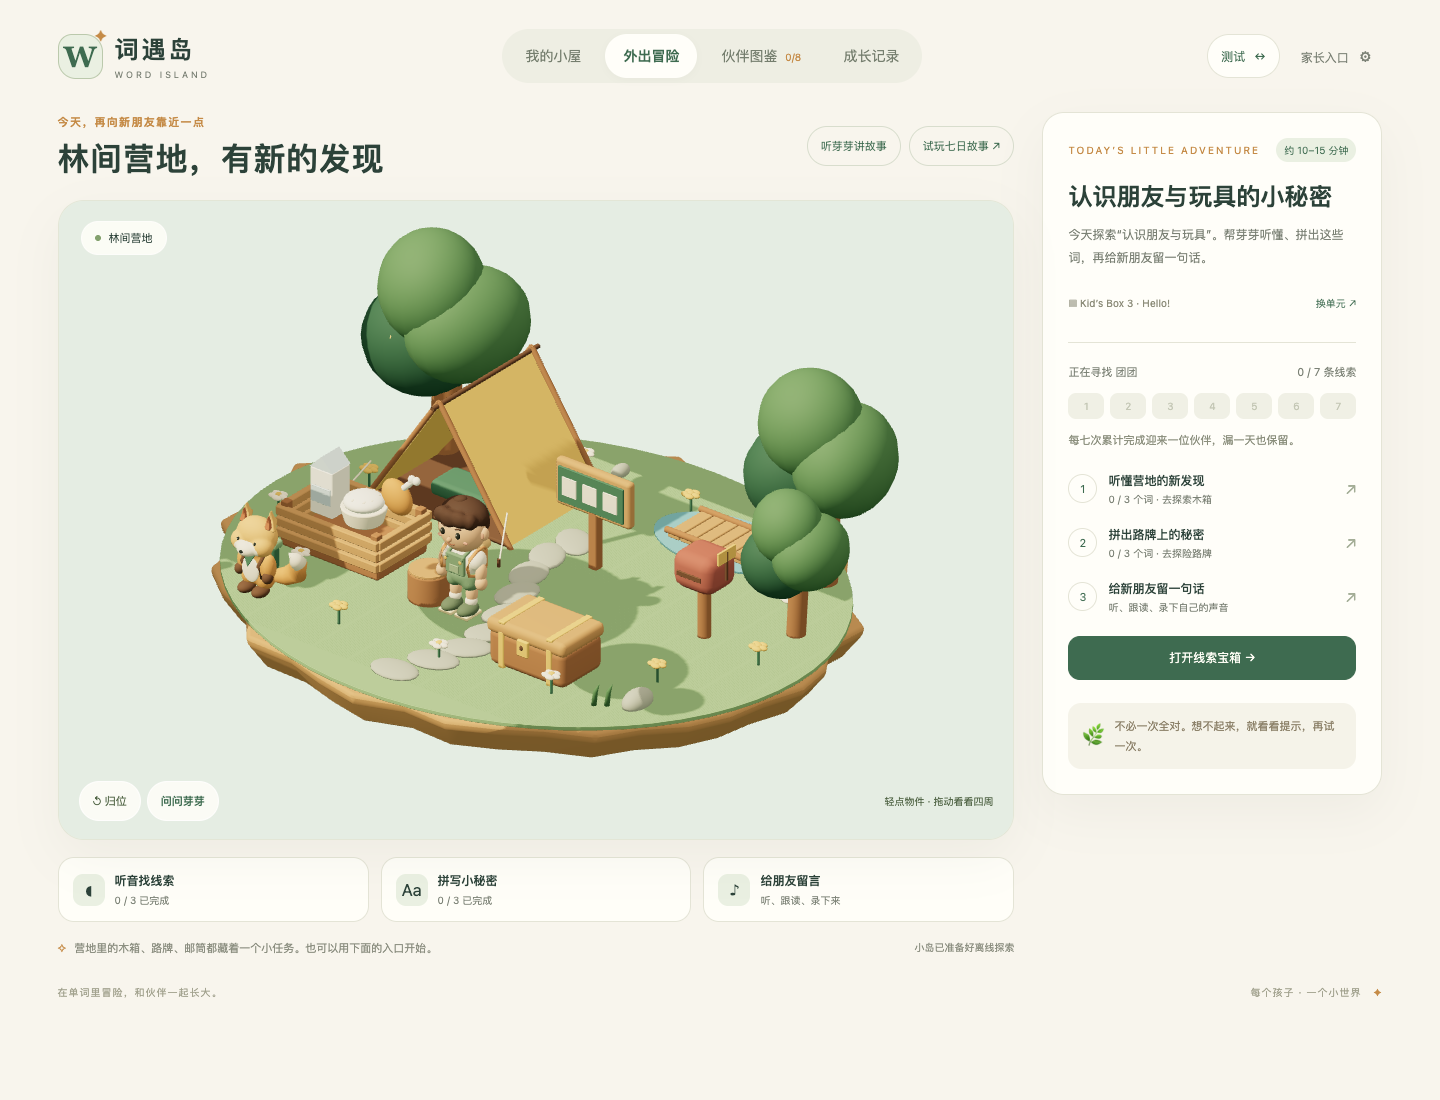 W
词遇岛
WORD ISLAND
我的小屋
外出冒险
伙伴图鉴 0/8
成长记录
测试 ↔
家长入口 ⚙
今天，再向新朋友靠近一点
林间营地，有新的发现
听芽芽讲故事
试玩七日故事 ↗
林间营地
↺ 归位
问问芽芽
轻点物件 · 拖动看看四周
听音找线索
0 / 3 已完成
Aa
拼写小秘密
0 / 3 已完成
♪
给朋友留言
听、跟读、录下来
✧ 营地里的木箱、路牌、邮筒都藏着一个小任务。也可以用下面的入口开始。
小岛已准备好离线探索
TODAY'S LITTLE ADVENTURE
约 10–15 分钟
认识朋友与玩具的小秘密
今天探索“认识朋友与玩具”。帮芽芽听懂、拼出这些
词，再给新朋友留一句话。
Kid's Box 3 · Hello!
换单元 ↗
正在寻找 团团
0 / 7 条线索
1 2 3 4 5 6 7
每七次累计完成迎来一位伙伴，漏一天也保留。
1
听懂营地的新发现
0 / 3 个词 · 去探索木箱
2
拼出路牌上的秘密
0 / 3 个词 · 去探险路牌
3
给新朋友留一句话
听、跟读、录下自己的声音
打开线索宝箱 →
不必一次全对。想不起来，就看看提示，再试
一次。
在单词里冒险，和伙伴一起长大。
每个孩子 · 一个小世界 ✦